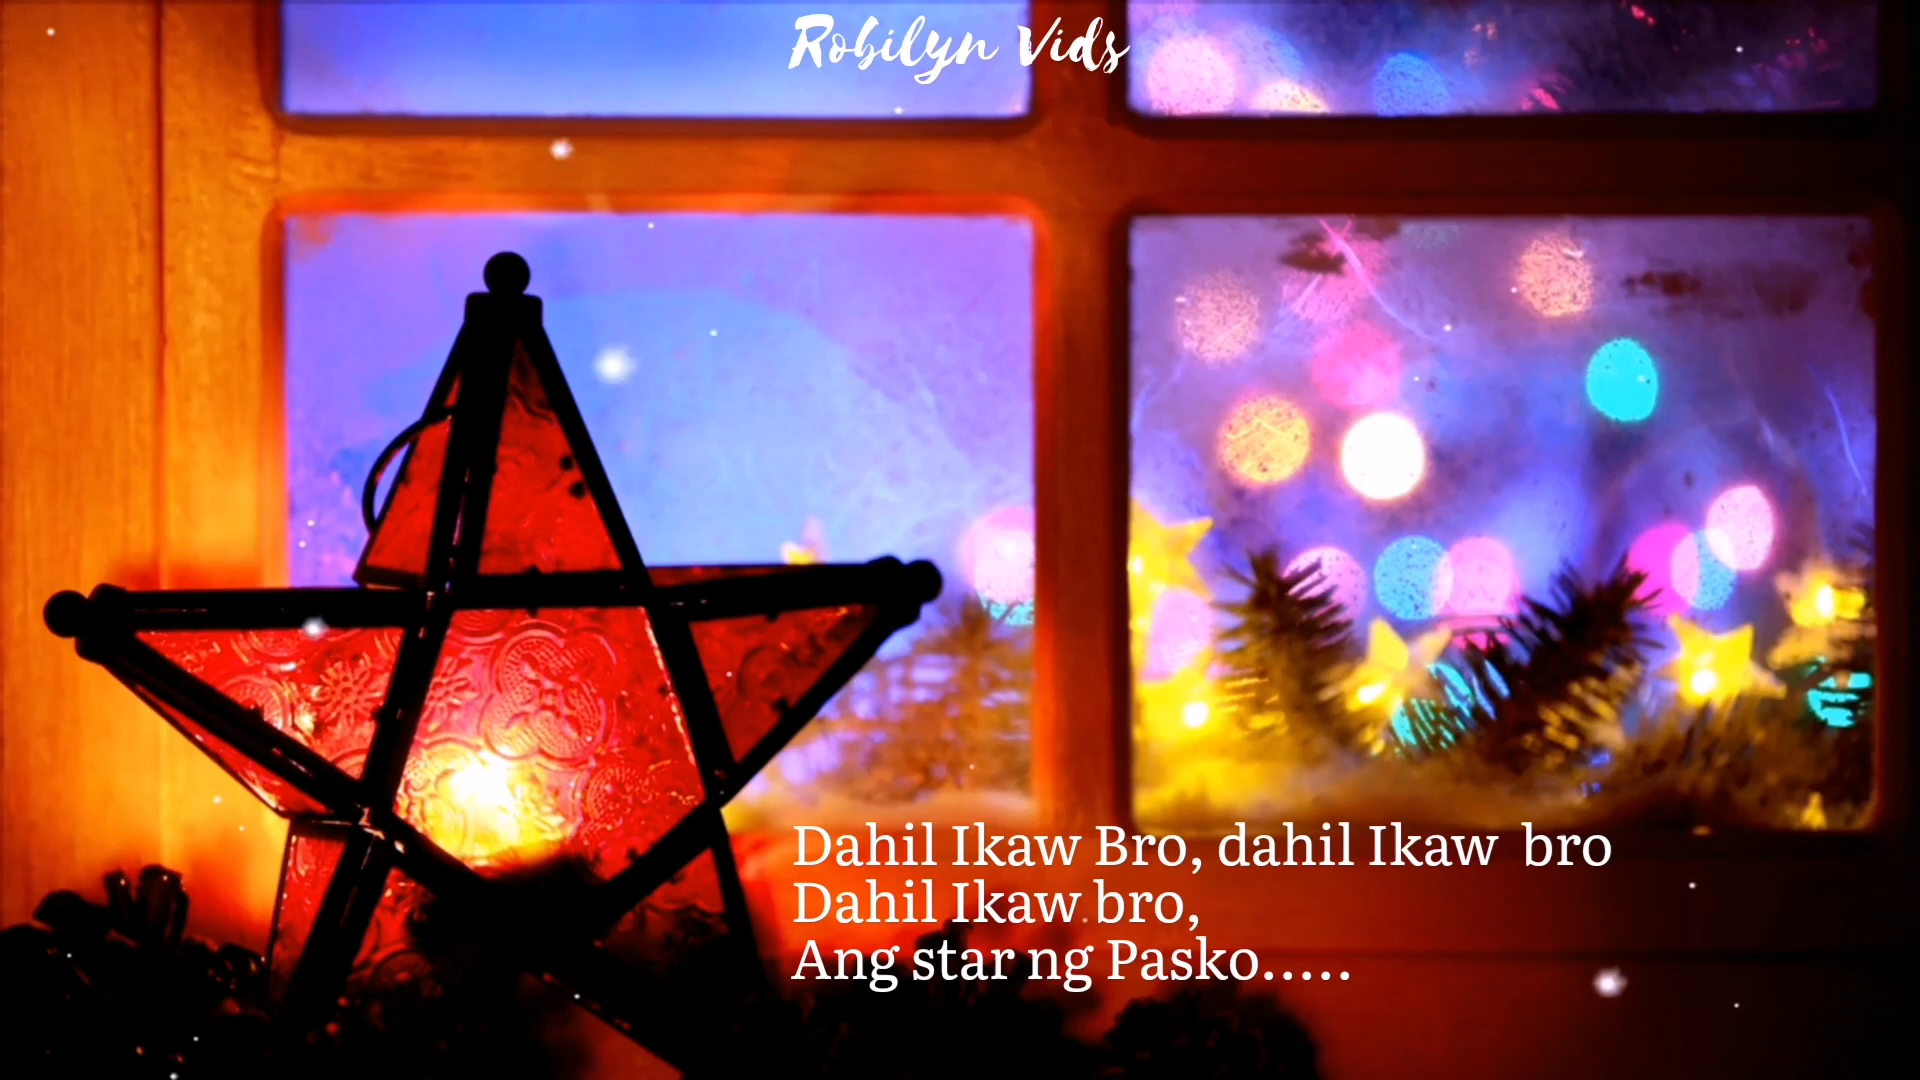 Robilyn Vids
Dahil Ikaw Bro, dahil Ikaw  bro
Dahil Ikaw bro,
Ang star ng Pasko.....